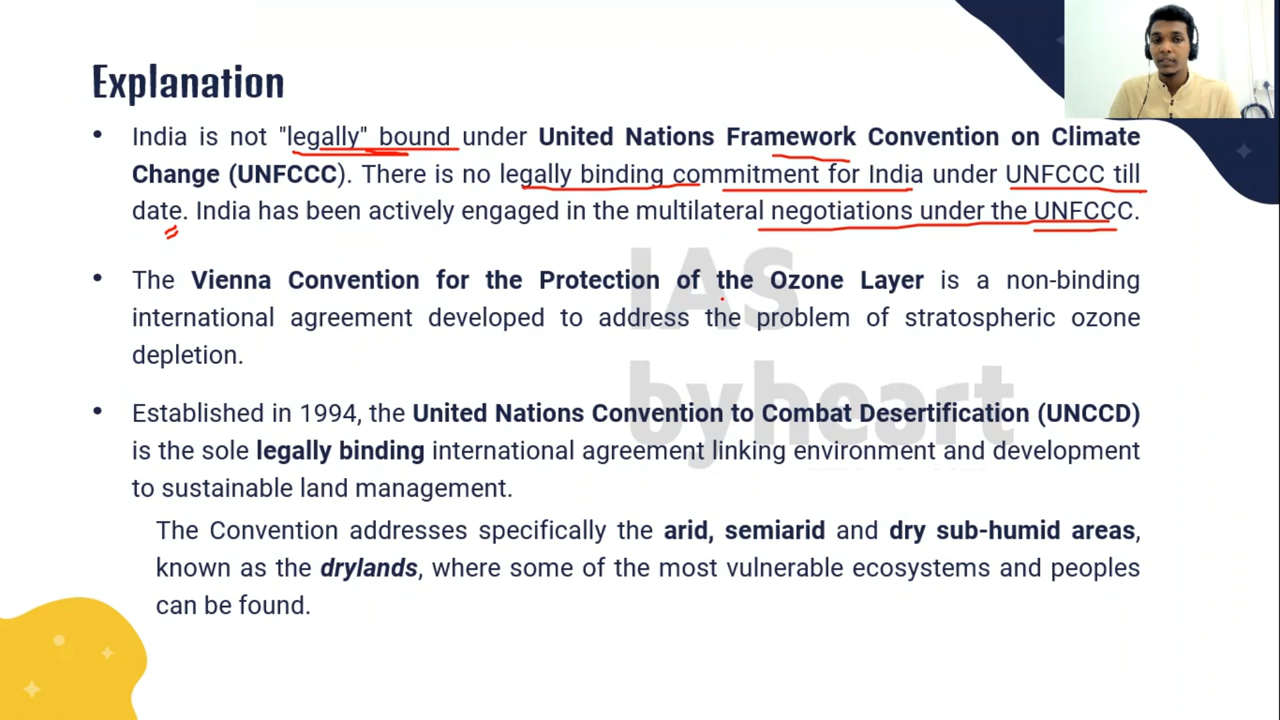 Explanation
• India is not "legally" bound under United Nations Framework Convention on Climate
Change (UNFCCC). There is no legally binding commitment for India under UNFCCC till
date. India has been actively engaged in the multilateral negotiations under the UNFCCC.
• The Vienna Convention for the Protection of the Ozone Layer is a non-binding
international agreement developed to address the problem of stratospheric ozone
depletion.
• Established in 1994, the United Nations Convention to Combat Desertification (UNCCD)
is the sole legally binding international agreement linking environment and development
to sustainable land management.
The Convention addresses specifically the arid, semiarid and dry sub-humid areas,
known as the drylands, where some of the most vulnerable ecosystems and peoples
can be found.
IAS
byheart